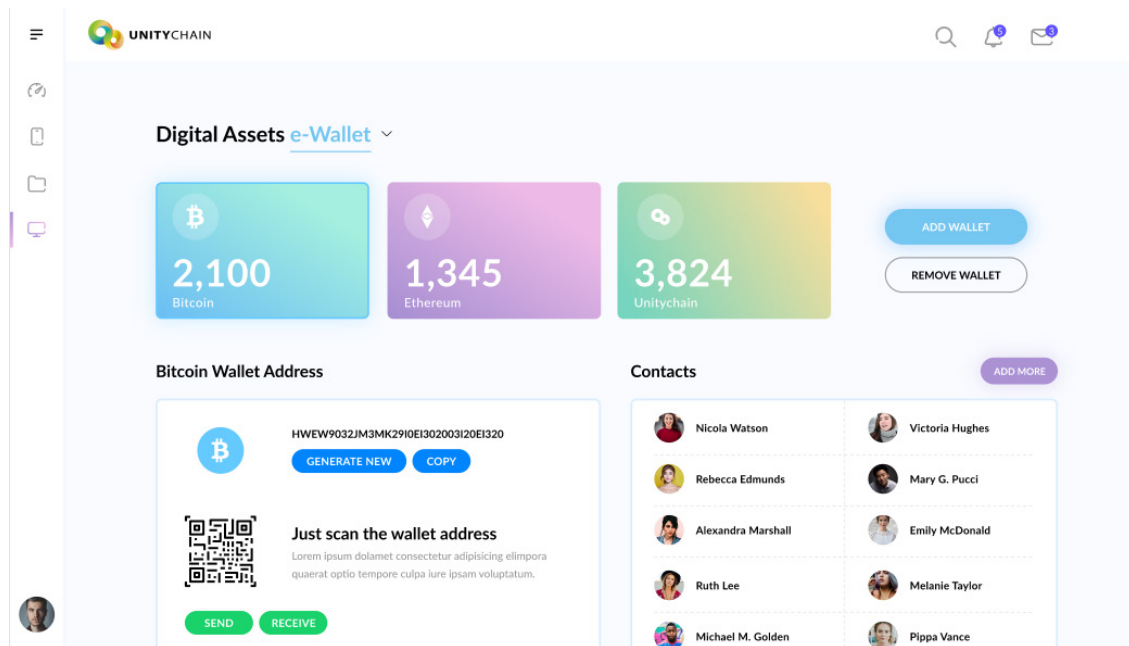 UNITYCHAIN
5
3
Digital Assets e-Wallet
2,100
Bitcoin
1,345
Ethereum
3,824
Unitychain
ADD WALLET
REMOVE WALLET
Bitcoin Wallet Address
HWEW9032JM3MK29I0EI302003I20EI320
GENERATE NEW
COPY
Just scan the wallet address
Lorem ipsum dolamet consectetur adipisicing elimpora
quaerat optio tempore culpa iure ipsam voluptatum.
SEND
RECEIVE
Contacts
ADD MORE
Nicola Watson
Victoria Hughes
Rebecca Edmunds
Mary G. Pucci
Alexandra Marshall
Emily McDonald
Ruth Lee
Melanie Taylor
Michael M. Golden
Pippa Vance